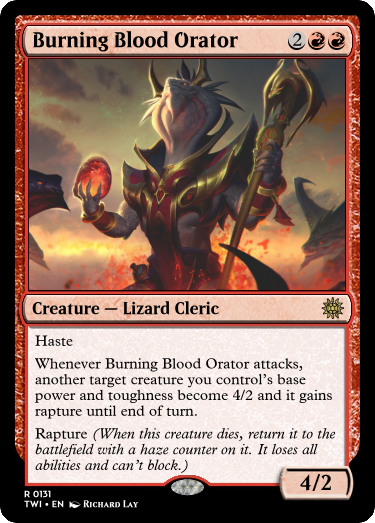 Burning Blood Orator 2
Creature — Lizard Cleric
Haste
Whenever Burning Blood Orator attacks,
another target creature you control's base
power and toughness become 4/2 and it gains
rapture until end of turn.
Rapture (When this creature dies, return it to the
battlefield with a haze counter on it. It loses all
abilities and can't block.)
4/2
R 0131
TWI • EN Richard Lay